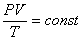 PV/T = const